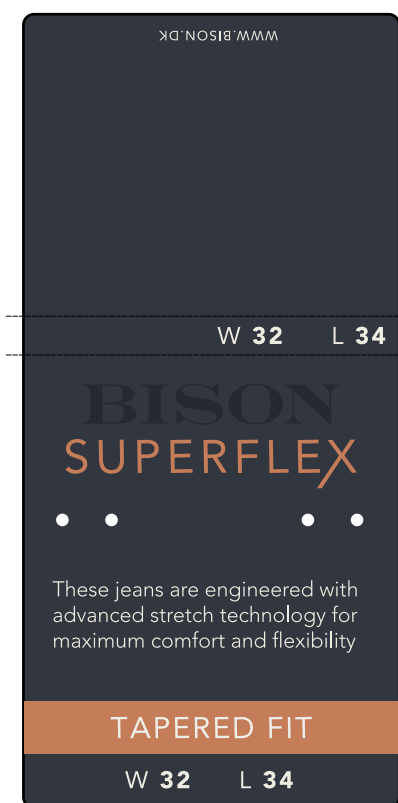 WWW.BISON.DK
W 32 L 34
BISON
SUPERFLEX
These jeans are engineered with
advanced stretch technology for
maximum comfort and flexibility
TAPERED FIT
W 32 L 34